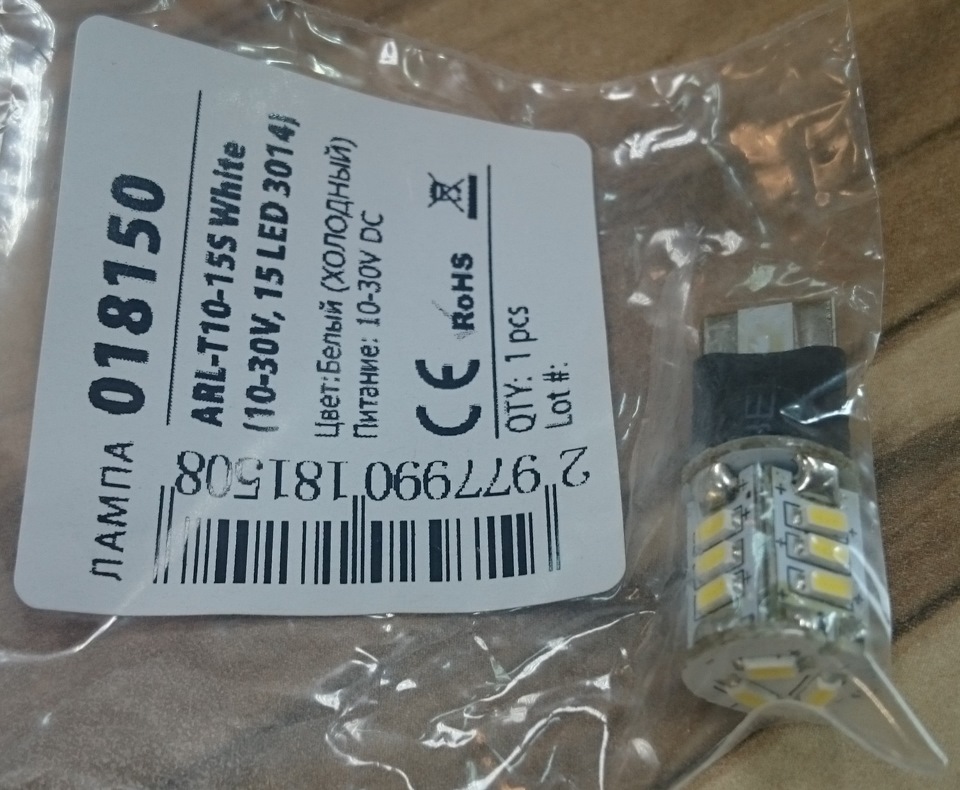 ЛАМПА 018150
ARL-T10-15S White
(10-30V, 15 LED 3014)
Цвет:Белый (ХОЛОДНЫЙ)
Питание: 10-30V DC
CE RoHS
QTY: 1 pcs
Lot #:
2 977990 181508